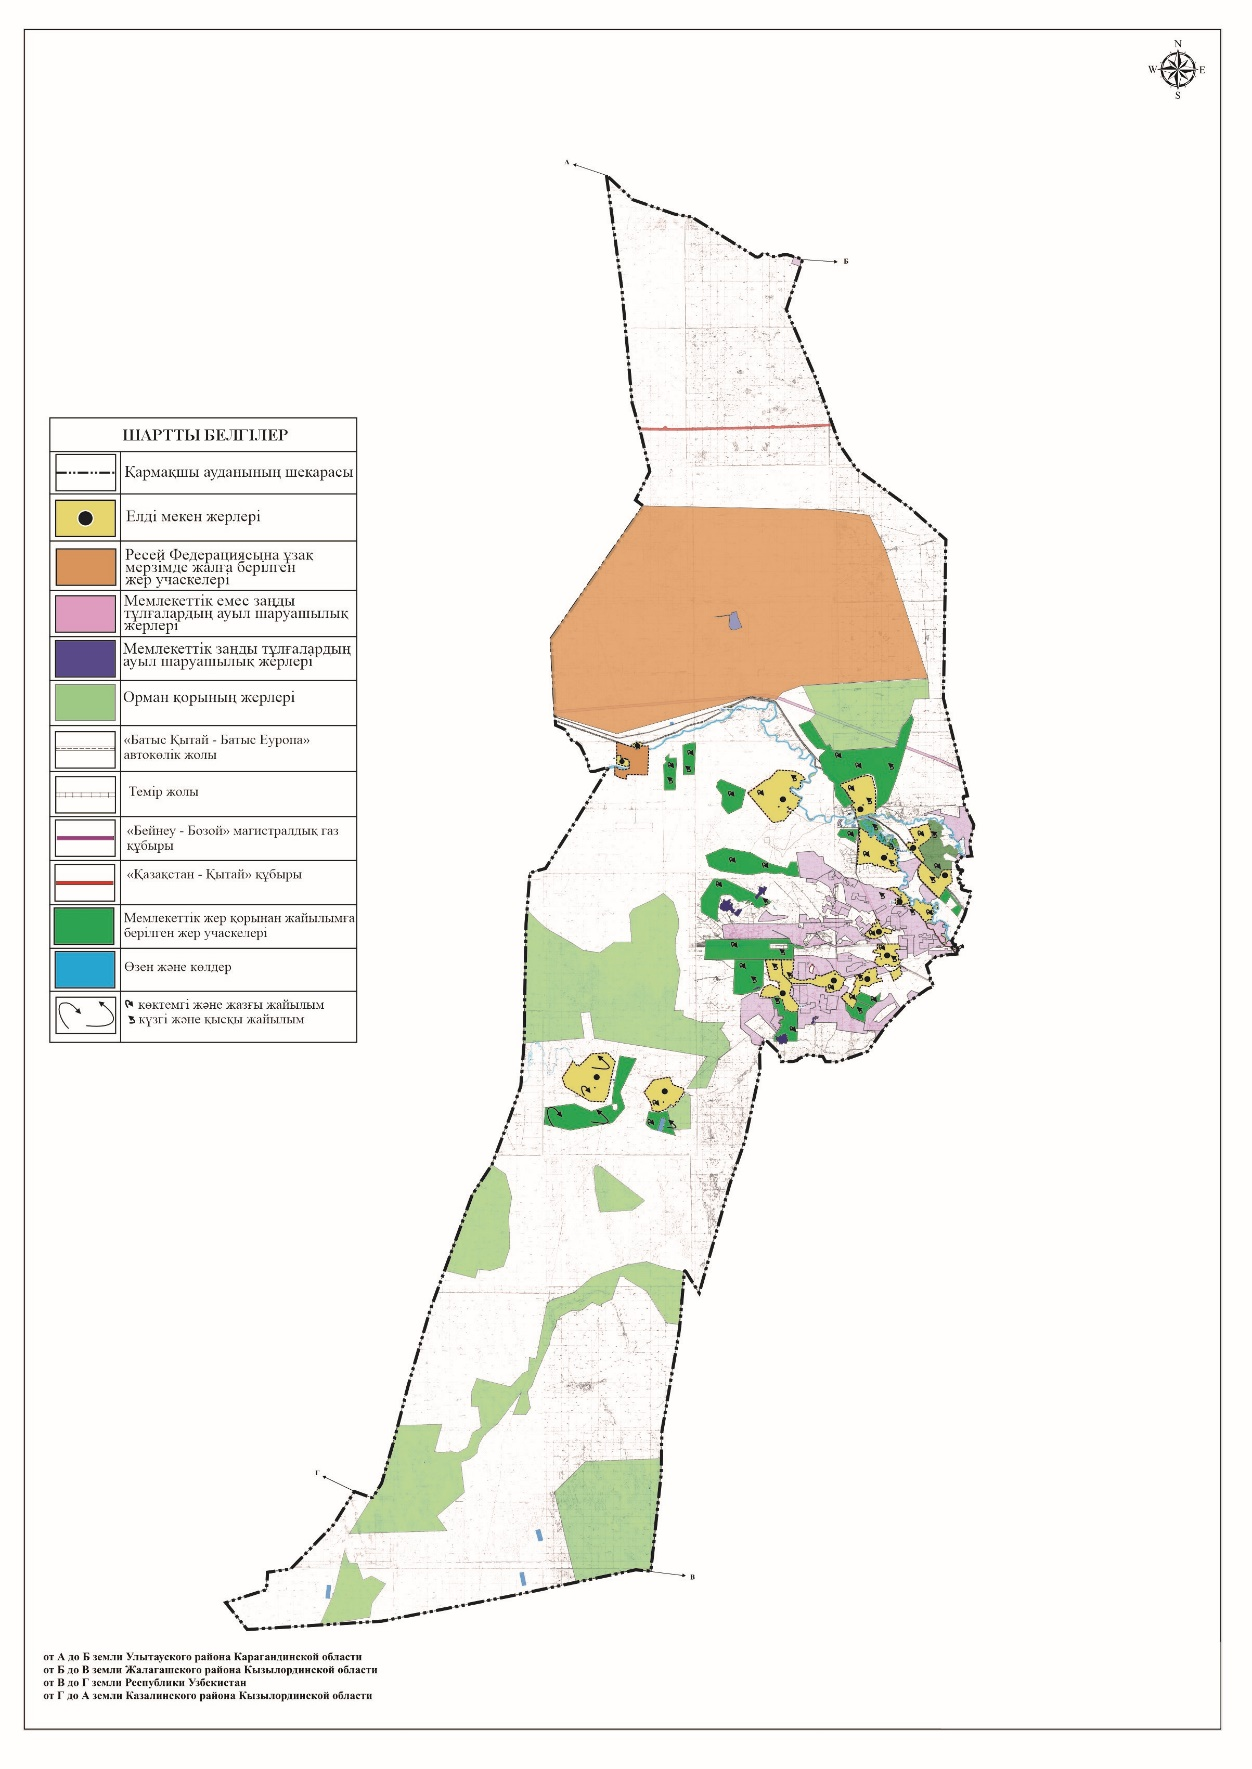 N
W E
S
А
Б
ШАРТТЫ БЕЛГІЛЕР
Қармақшы ауданының шекарасы
Елді мекен жерлері
Ресей Федерациясына ұзақ
мерзімде жалға берілген
жер учаскелері
Мемлекеттік емес заңды
тұлғалардың ауыл шаруашылық
жерлері
Мемлекеттік занды тұлғалардың
ауыл шаруашылық жерлері
Орман қорының жерлері
«Батыс Қытай - Батыс Еуропа»
автокөлік жолы
Темір жолы
«Бейнеу - Бозой» магистралдық газ
құбыры
«Қазақстан - Қытай» құбыры
Мемлекеттік жер қорынан жайылымға
берілген жер учаскелері
Өзен және көлдер
көктемгі және жазғы жайылым
күзгі және қысқы жайылым
Г
В
от А до Б земли Улытауского района Карагандинской области
от Б до В земли Жалагашского района Кызылординской области
от В до Г земли Республики Узбекистан
от Г до А земли Казалинского района Кызылординской области